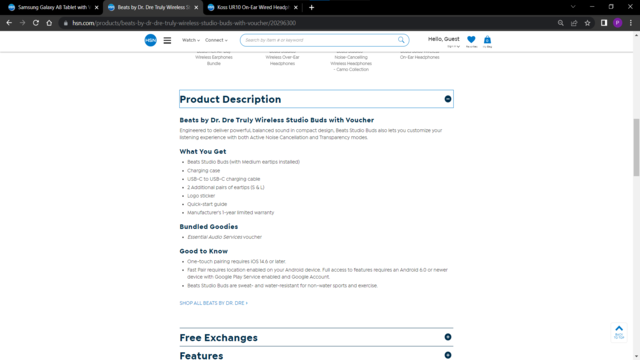 Samsung Galaxy A8 Tablet with V
Beats by Dr. Dre Truly Wireless S
Koss UR10 On-Ear Wired Headp
hsn.com/products/beats-by-dr-dre-truly-wireless-studio-buds-with-voucher/20296300
P
HSN
Watch
Connect
Search by item # or keyword
Hello, Guest
Wireless Earphones
Bundle
Wireless Over-Ear
Headphones
Noise-Cancelling
Wireless Headphones
- Camo Collection
On-Ear Headphones
Product Description
Beats by Dr. Dre Truly Wireless Studio Buds with Voucher
Engineered to deliver powerful, balanced sound in compact design, Beats Studio Buds also lets you customize your
listening experience with both Active Noise Cancellation and Transparency modes.
What You Get
Beats Studio Buds (with Medium eartips installed)
Charging case
USB-C to USB-C charging cable
2 Additional pairs of eartips (S & L)
Logo sticker
Quick-start guide
Manufacturer's 1-year limited warranty
Bundled Goodies
Essential Audio Services voucher
Good to Know
One-touch pairing requires iOS 14.6 or later.
Fast Pair requires location enabled on your Android device. Full access to features requires an Android 6.0 or newer
device with Google Play Service enabled and Google Account.
Beats Studio Buds are sweat- and water-resistant for non-water sports and exercise.
SHOP ALL BEATS BY DR. DRE >
BACK
TO TOP
Free Exchanges
Features